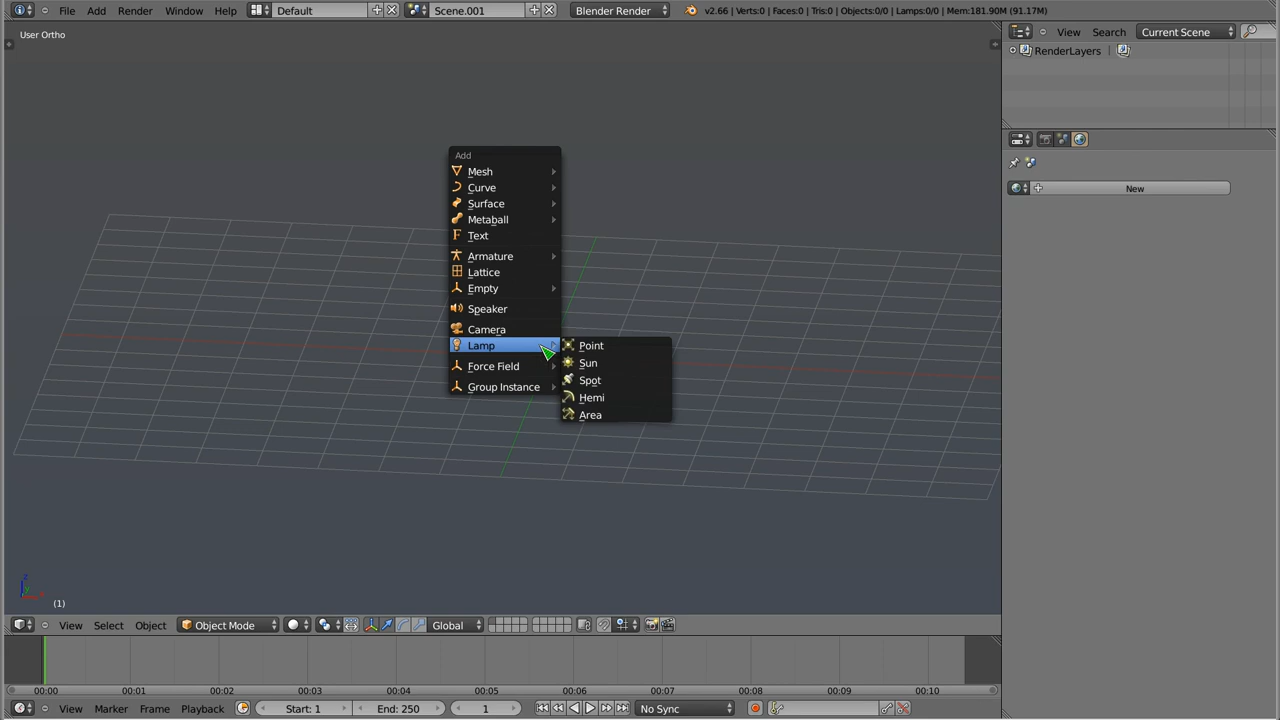 File Add Render Window Help Default Scene.001 Blender Render v2.66 | Verts:0 | Faces:0 | Tris:0 | Objects:0/0 | Lamps:0/0 | Mem:181.90M (91.17M)
User Ortho
View Search Current Scene
RenderLayers
New
Add
Mesh
Curve
Surface
Metaball
Text
Armature
Lattice
Empty
Speaker
Camera
Lamp
Force Field
Group Instance
Point
Sun
Spot
Hemi
Area
z
y
x
(1)
View Select Object Object Mode Global
00:00 00:01 00:02 00:03 00:04 00:05 00:06 00:07 00:08 00:09 00:10
View Marker Frame Playback Start: 1 End: 250 1 No Sync